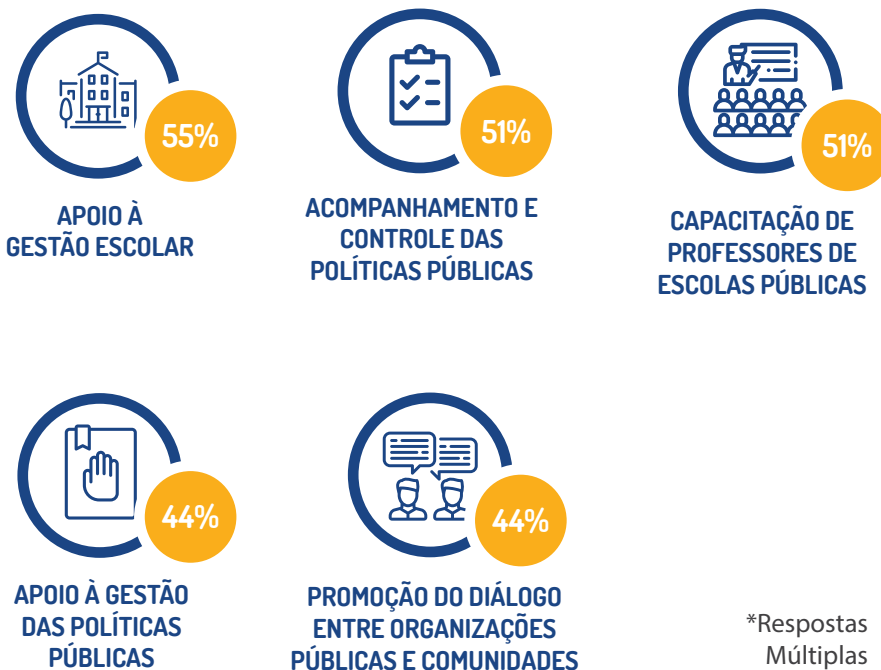 55%
APOIO À
GESTÃO ESCOLAR
51%
ACOMPANHAMENTO E
CONTROLE DAS
POLÍTICAS PÚBLICAS
51%
CAPACITAÇÃO DE
PROFESSORES DE
ESCOLAS PÚBLICAS
44%
APOIO À GESTÃO
DAS POLÍTICAS
PÚBLICAS
44%
PROMOÇÃO DO DIÁLOGO
ENTRE ORGANIZAÇÕES
PÚBLICAS E COMUNIDADES
*Respostas
Múltiplas